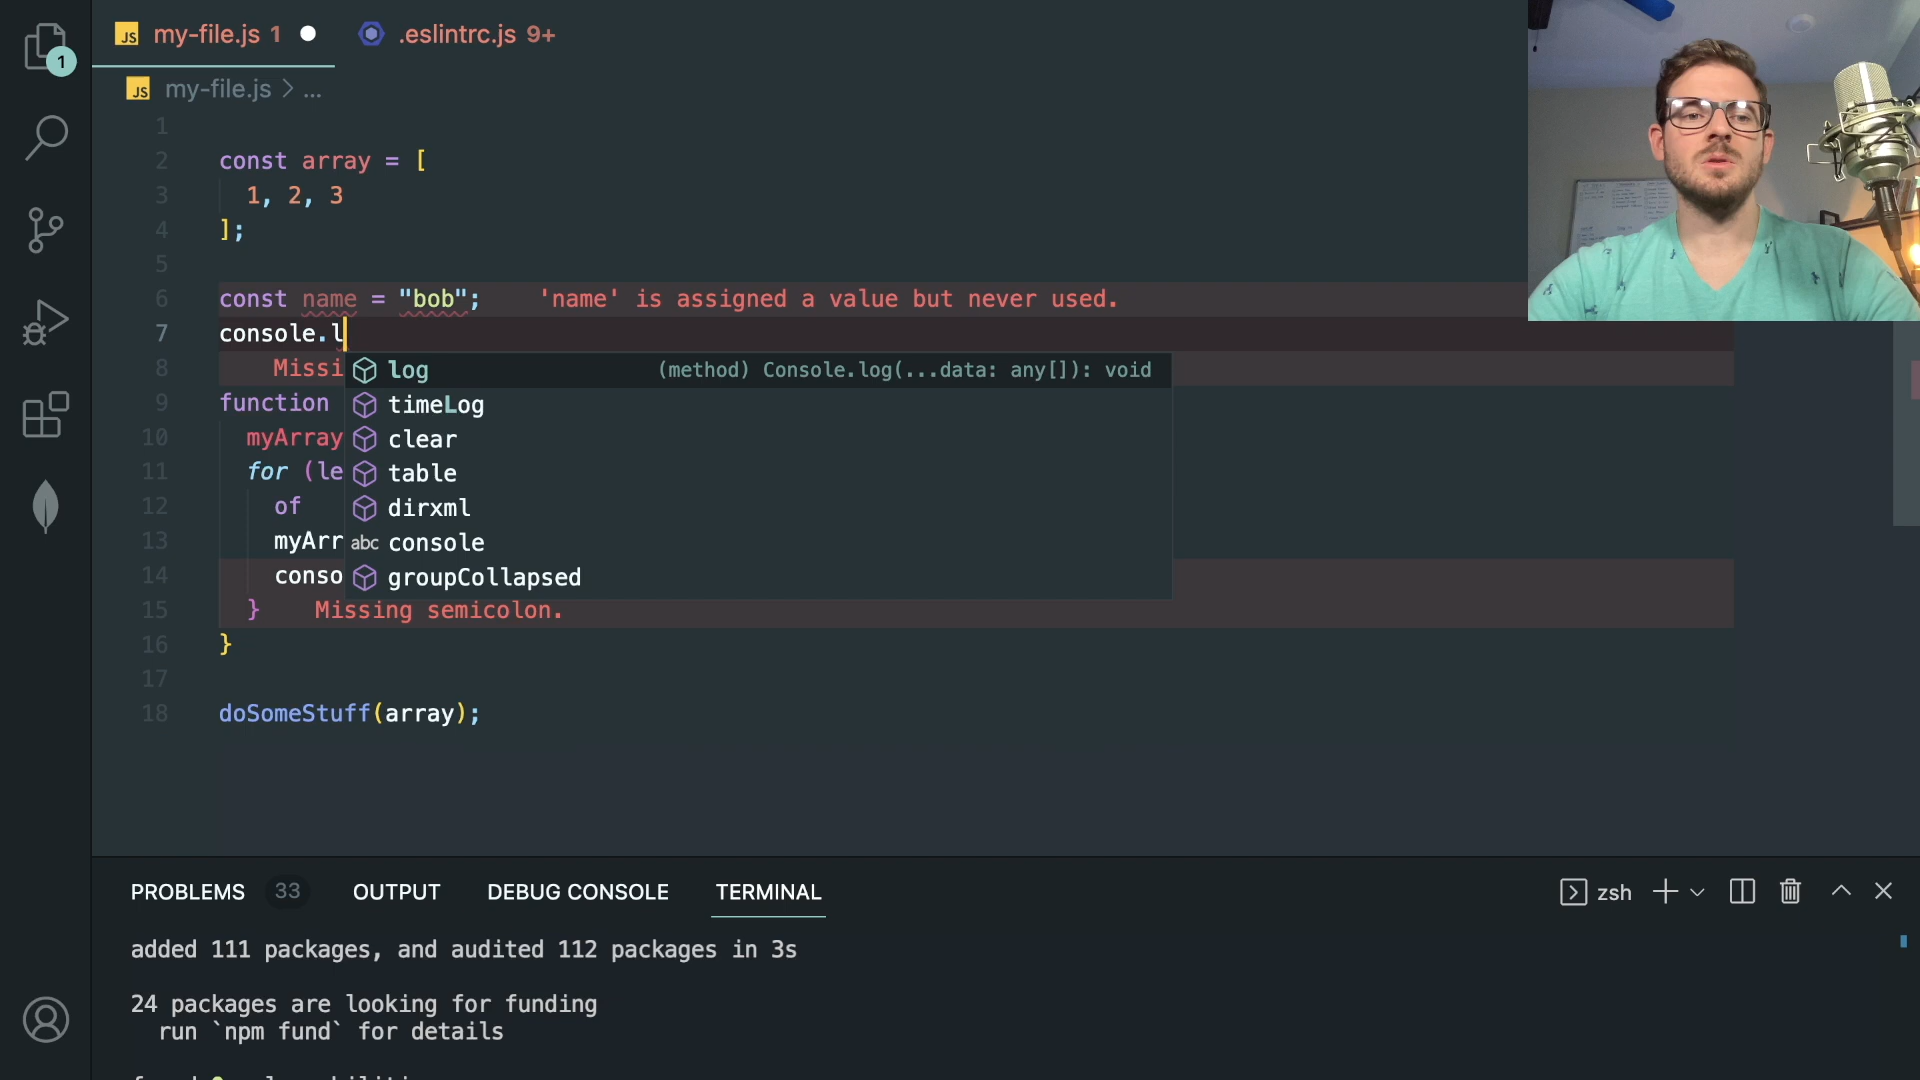 1
JS my-file.js 1
.eslintrc.js 9+
JS my-file.js > ...
1
2 const array = [
3 1, 2, 3
4 ];
5
6 const name = "bob"; 'name' is assigned a value but never used.
7 console.l
8 Missi
log (method) Console.log(...data: any[]): void
9 function
timeLog
10 myArray
clear
11 for (le
table
12 of
dirxml
13 myArr
abc console
14 conso
groupCollapsed
15 } Missing semicolon.
16 }
17
18 doSomeStuff(array);
PROBLEMS 33 OUTPUT DEBUG CONSOLE TERMINAL
zsh
added 111 packages, and audited 112 packages in 3s
24 packages are looking for funding
run `npm fund` for details